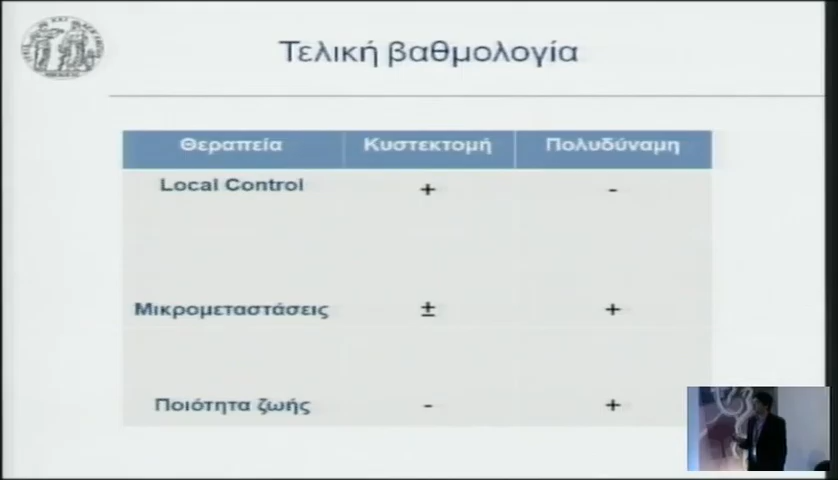 Τελική βαθμολογία
Θεραπεία Κυστεκτομή Πολυδύναμη
Local Control + -
Μικρομεταστάσεις ± +
Ποιότητα ζωής - +